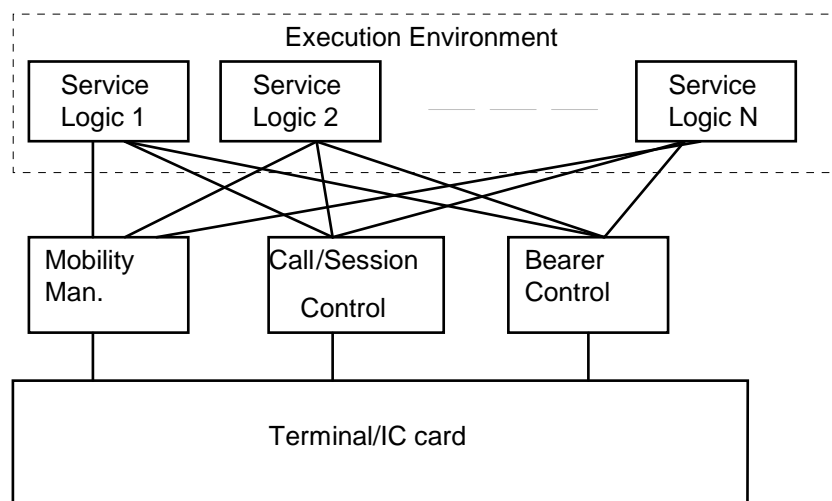 Execution Environment
Service
Logic 1
Service
Logic 2
Service
Logic N
Mobility
Man.
Call/Session
Control
Bearer
Control
Terminal/IC card